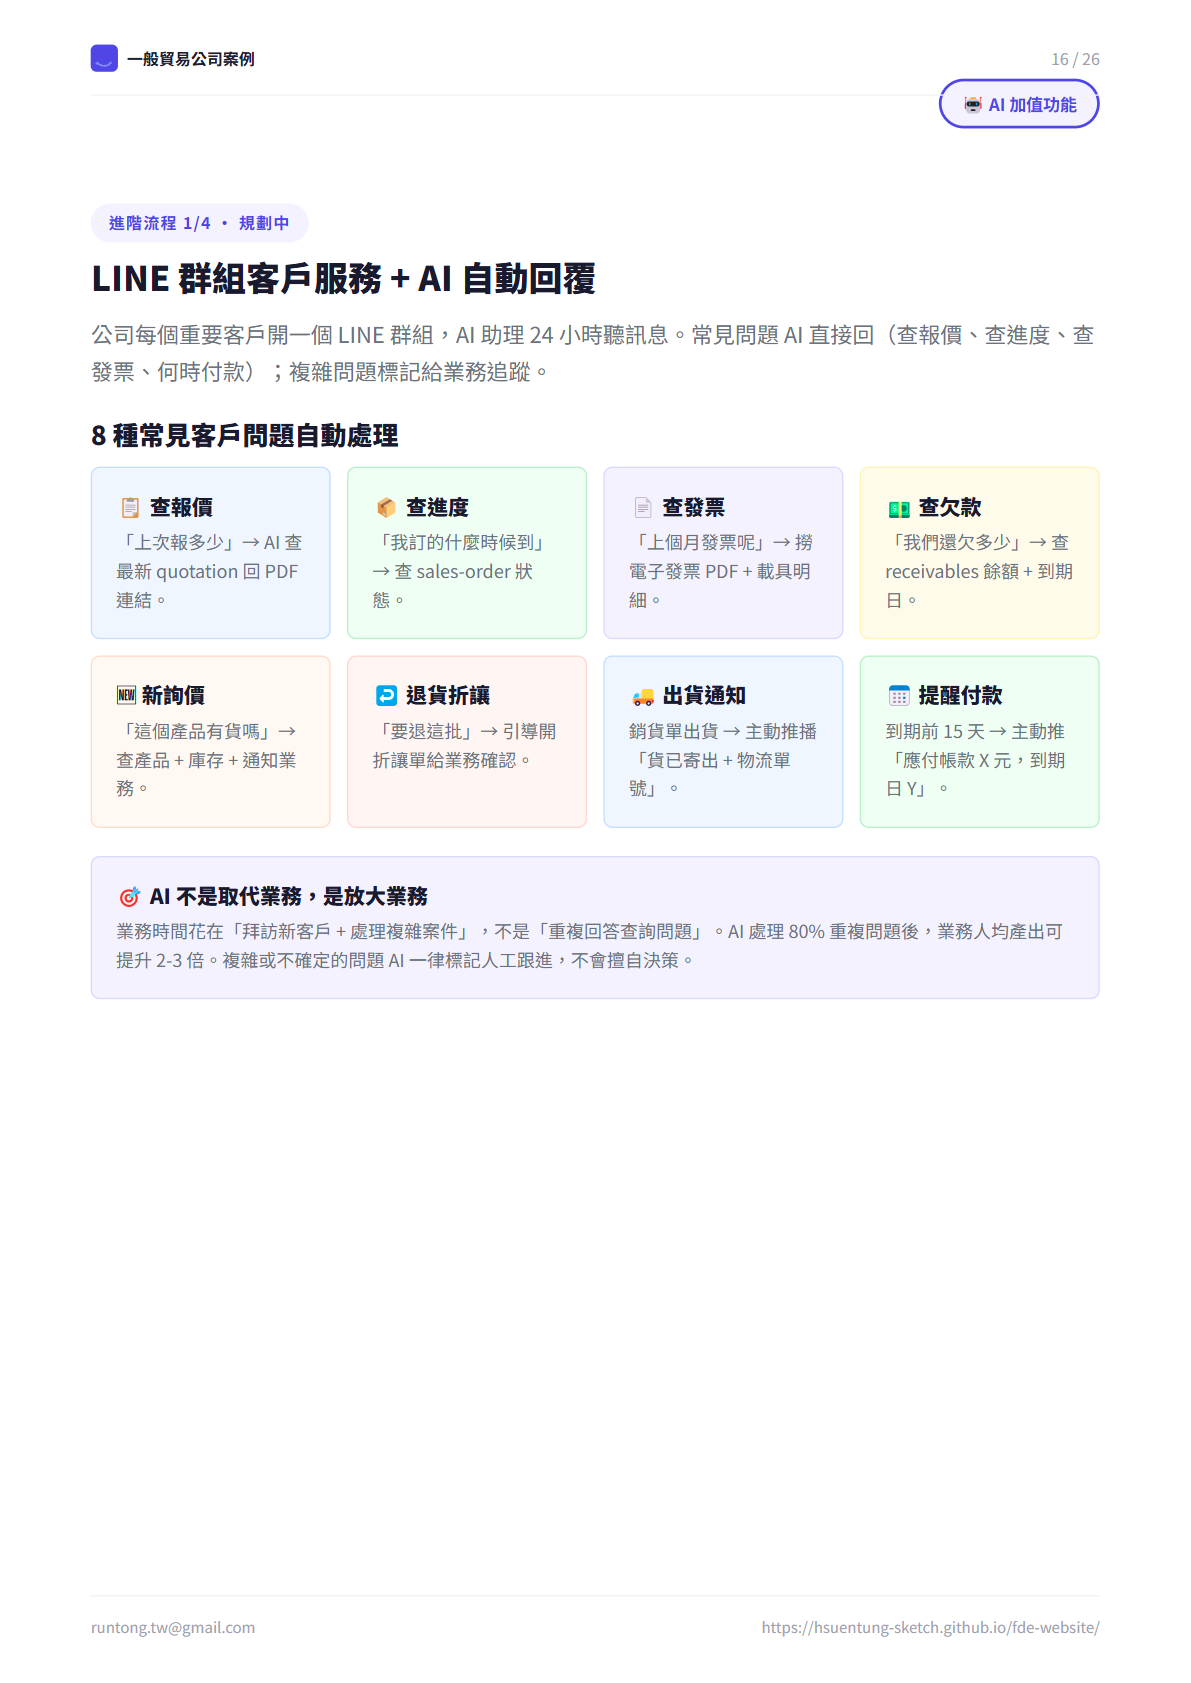 一般貿易公司案例
16 / 26
AI 加值功能
進階流程 1/4 · 規劃中
LINE 群組客戶服務 + AI 自動回覆
公司每個重要客戶開一個 LINE 群組，AI 助理 24 小時聽訊息。常見問題 AI 直接回（查報價、查進度、查
發票、何時付款）；複雜問題標記給業務追蹤。
8 種常見客戶問題自動處理
📋 查報價
「上次報多少」→ AI 查
最新 quotation 回 PDF
連結。
📦 查進度
「我訂的什麼時候到」
→ 查 sales-order 狀
態。
📄 查發票
「上個月發票呢」→ 撈
電子發票 PDF + 載具明
細。
💵 查欠款
「我們還欠多少」→ 查
receivables 餘額 + 到期
日。
🆕 新詢價
「這個產品有貨嗎」→
查產品 + 庫存 + 通知業
務。
↩️ 退貨折讓
「要退這批」→ 引導開
折讓單給業務確認。
🚚 出貨通知
銷貨單出貨 → 主動推播
「貨已寄出 + 物流單
號」。
📅 提醒付款
到期前 15 天 → 主動推
「應付帳款 X 元，到期
日 Y」。
🎯 AI 不是取代業務，是放大業務
業務時間花在「拜訪新客戶 + 處理複雜案件」，不是「重複回答查詢問題」。AI 處理 80% 重複問題後，業務人均產出可
提升 2-3 倍。複雜或不確定的問題 AI 一律標記人工跟進，不會擅自決策。
runtong.tw@gmail.com
https://hsuentung-sketch.github.io/fde-website/